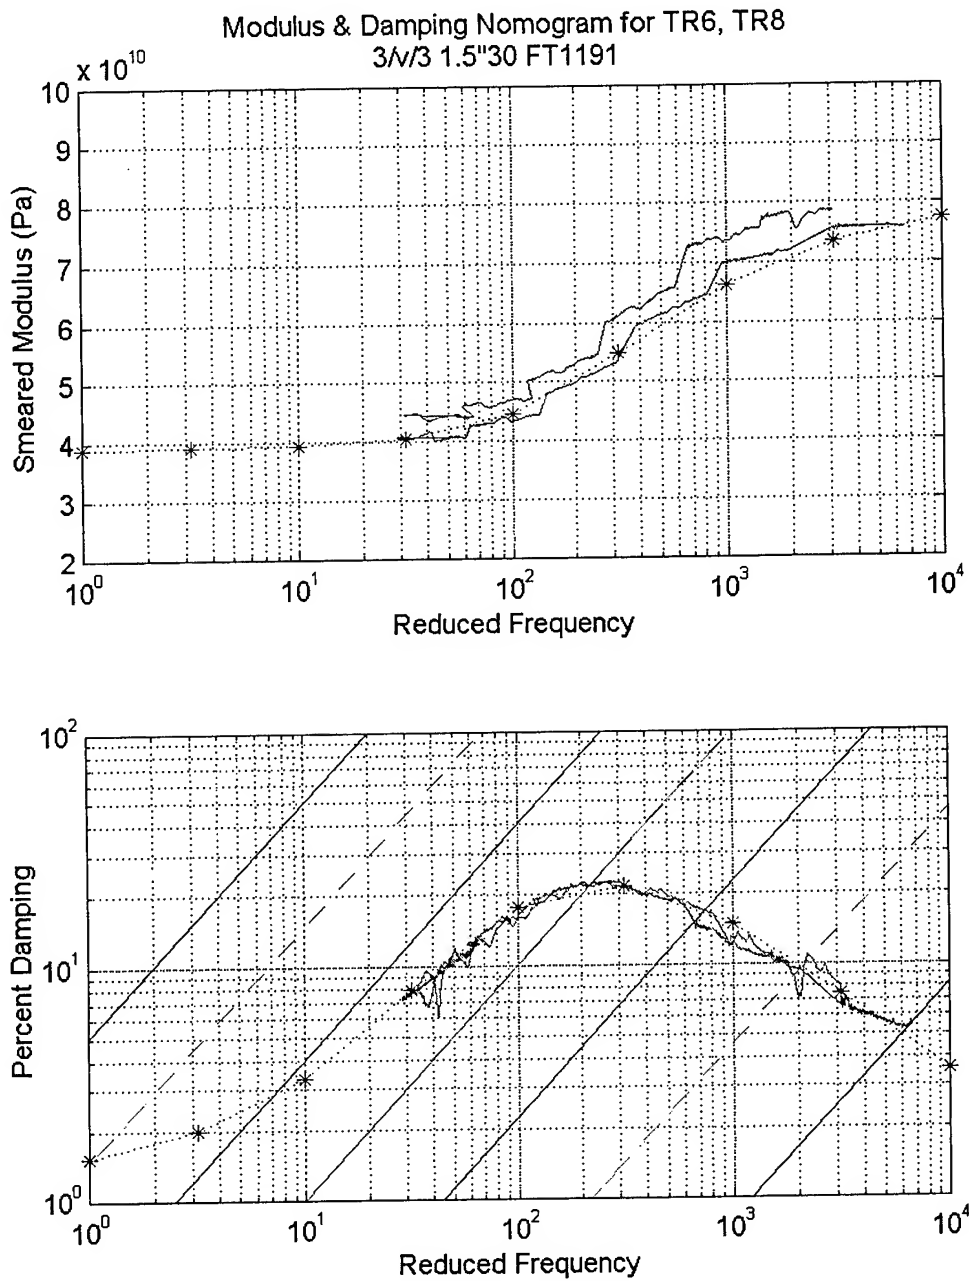 Modulus & Damping Nomogram for TR6, TR8
3/v/3 1.5"30 FT1191
x 10^10
10
9
8
7
6
5
4
3
2
Smeared Modulus (Pa)
10^0 10^1 10^2 10^3 10^4
Reduced Frequency
10^2
10^1
10^0
Percent Damping
10^0 10^1 10^2 10^3 10^4
Reduced Frequency